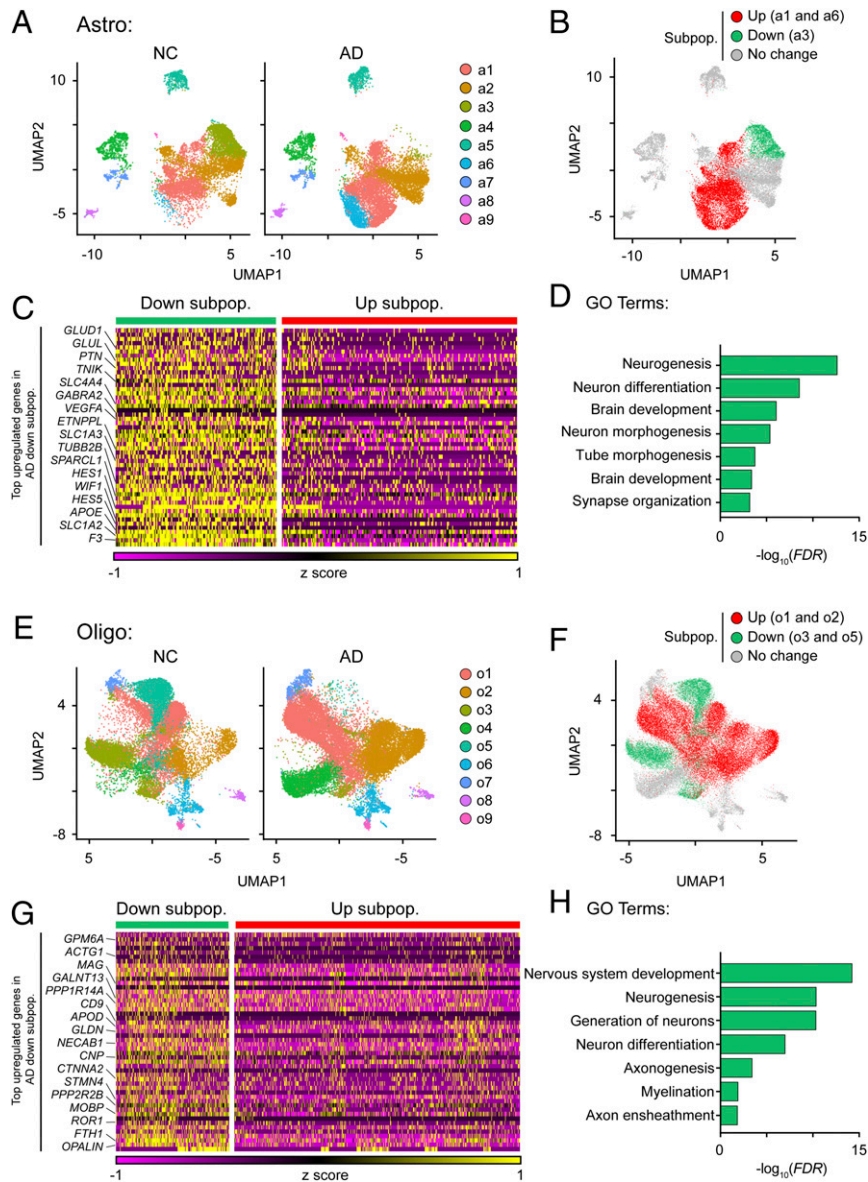 A
Astro:
NC
AD
10
-5
UMAP2
-10
5
-10
5
UMAP1
a1
a2
a3
a4
a5
a6
a7
a8
a9
B
Subpop.
Up (a1 and a6)
Down (a3)
No change
10
-5
UMAP2
-10
5
UMAP1
C
Down subpop.
Up subpop.
Top upregulated genes in
AD down subpop.
GLUD1
GLUL
PTN
TNIK
SLC4A4
GABRA2
VEGFA
ETNPPL
SLC1A3
TUBB2B
SPARCL1
HES1
WIF1
HES5
APOE
SLC1A2
F3
-1
z score
1
D
GO Terms:
Neurogenesis
Neuron differentiation
Brain development
Neuron morphogenesis
Tube morphogenesis
Brain development
Synapse organization
0
15
-log10(FDR)
E
Oligo:
NC
AD
4
-8
UMAP2
5
-5
5
-5
UMAP1
o1
o2
o3
o4
o5
o6
o7
o8
o9
F
Subpop.
Up (o1 and o2)
Down (o3 and o5)
No change
4
-8
UMAP2
-5
5
UMAP1
G
Down subpop.
Up subpop.
Top upregulated genes in
AD down subpop.
GPM6A
ACTG1
MAG
GALNT13
PPP1R14A
CD9
APOD
GLDN
NECAB1
CNP
CTNNA2
STMN4
PPP2R2B
MOBP
ROR1
FTH1
OPALIN
-1
z score
1
H
GO Terms:
Nervous system development
Neurogenesis
Generation of neurons
Neuron differentiation
Axonogenesis
Myelination
Axon ensheathment
0
15
-log10(FDR)